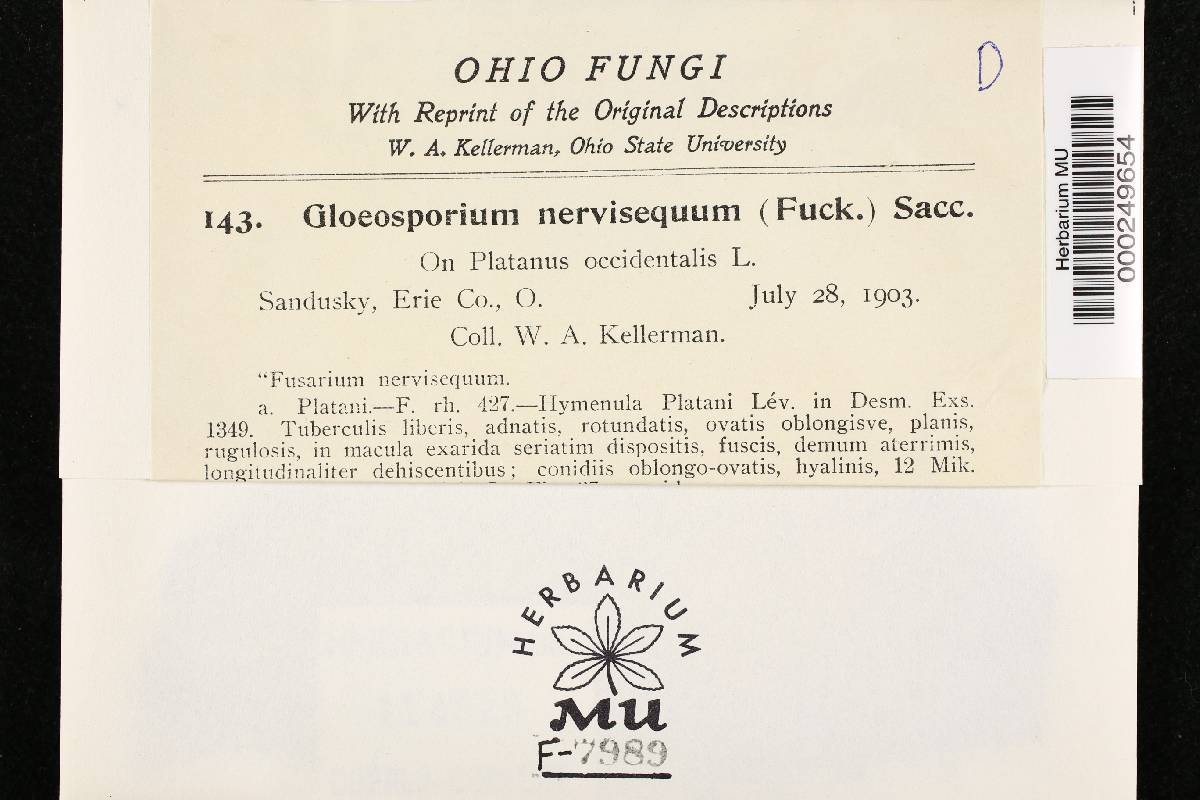 OHIO FUNGI
With Reprint of the Original Descriptions
W. A. Kellerman, Ohio State University
D
143. Gloeosporium nervisequum (Fuck.) Sacc.
On Platanus occidentalis L.
Sandusky, Erie Co., O. July 28, 1903.
Coll. W. A. Kellerman.
“Fusarium nervisequum.
a. Platani.—F. rh. 427.—Hymenula Platani Lév. in Desm. Exs.
1349. Tuberculis liberis, adnatis, rotundatis, ovatis oblongisve, planis,
rugulosis, in macula exarida seriatim dispositis, fuscis, demum aterrimis,
longitudinaliter dehiscentibus; conidiis oblongo-ovatis, hyalinis, 12 Mik.
Herbarium MU
000249654
HERBARIUM
MU
F-7989